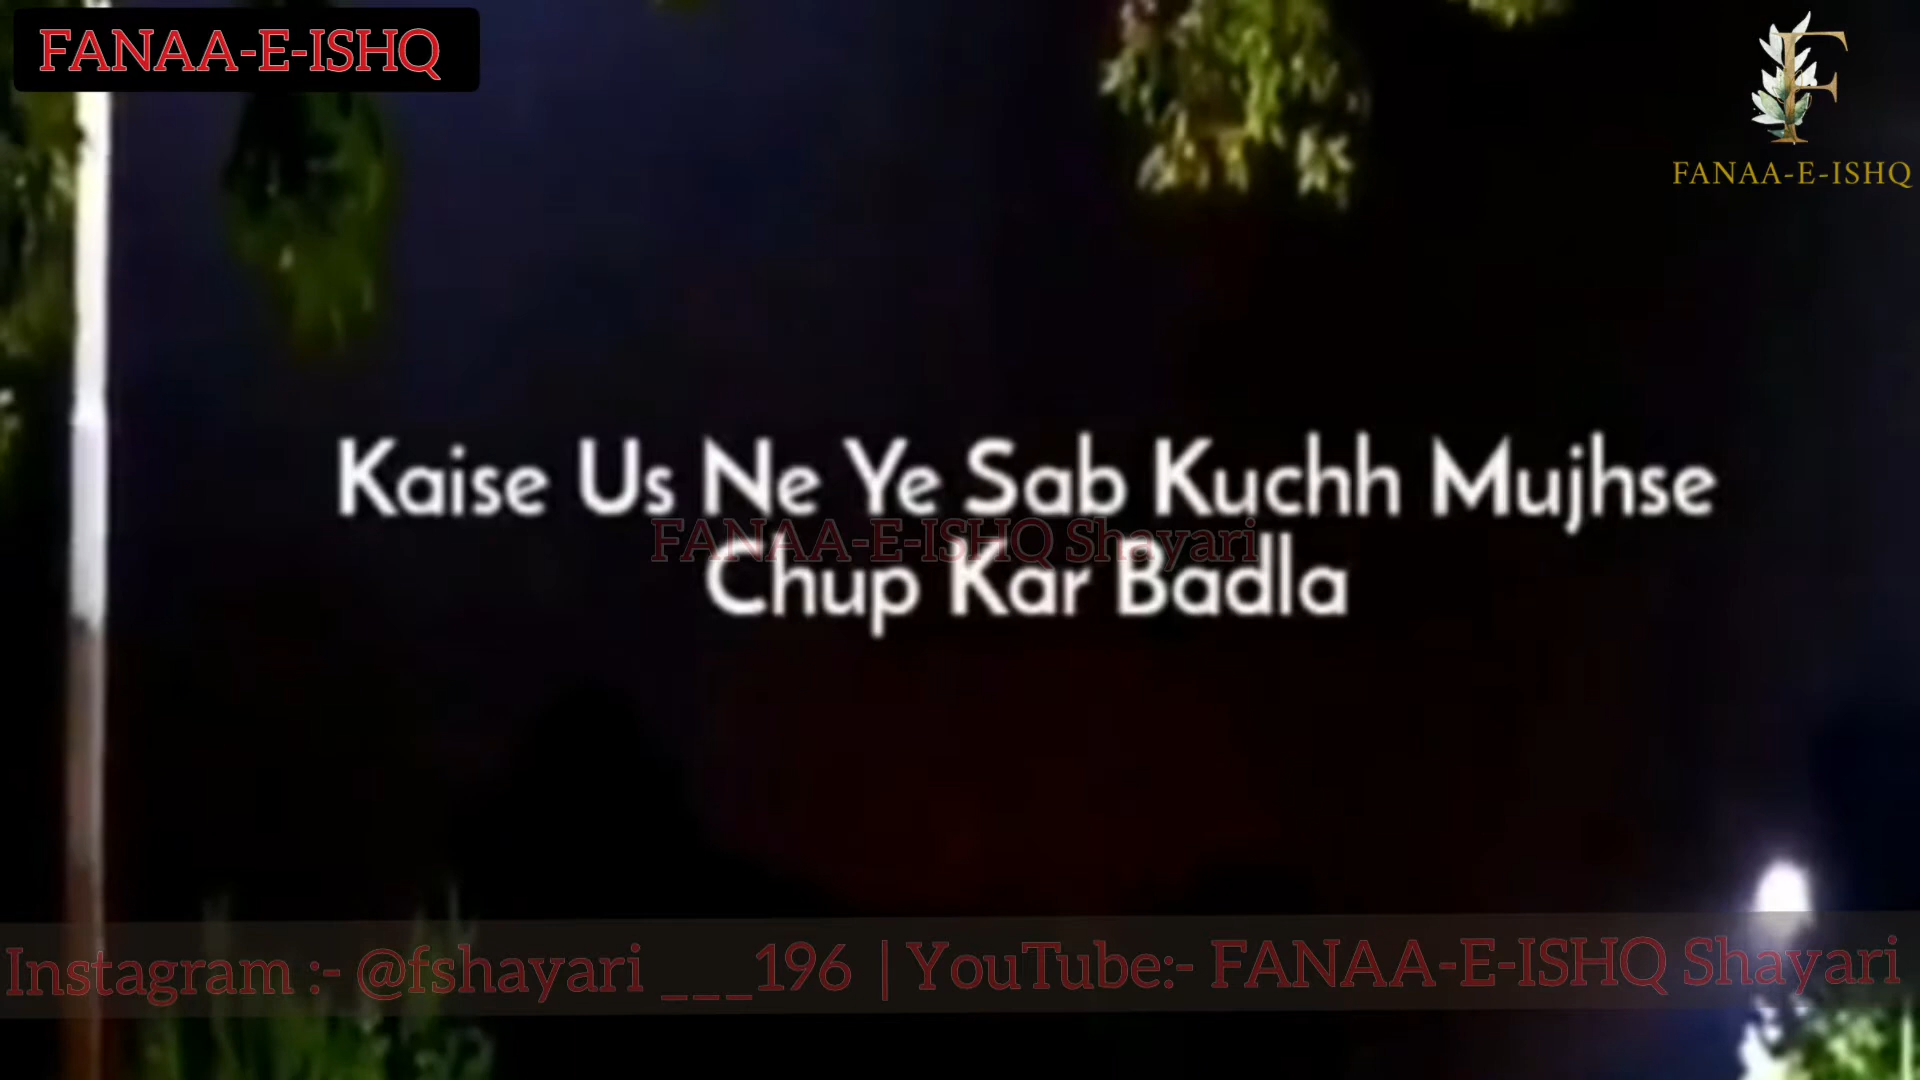 FANAA-E-ISHQ
FANAA-E-ISHQ
Kaise Us Ne Ye Sab Kuchh Mujhse
FANAA-E-ISHQ Shayari
Chup Kar Badla
Instagram :- @fshayari ___196 | YouTube:- FANAA-E-ISHQ Shayari